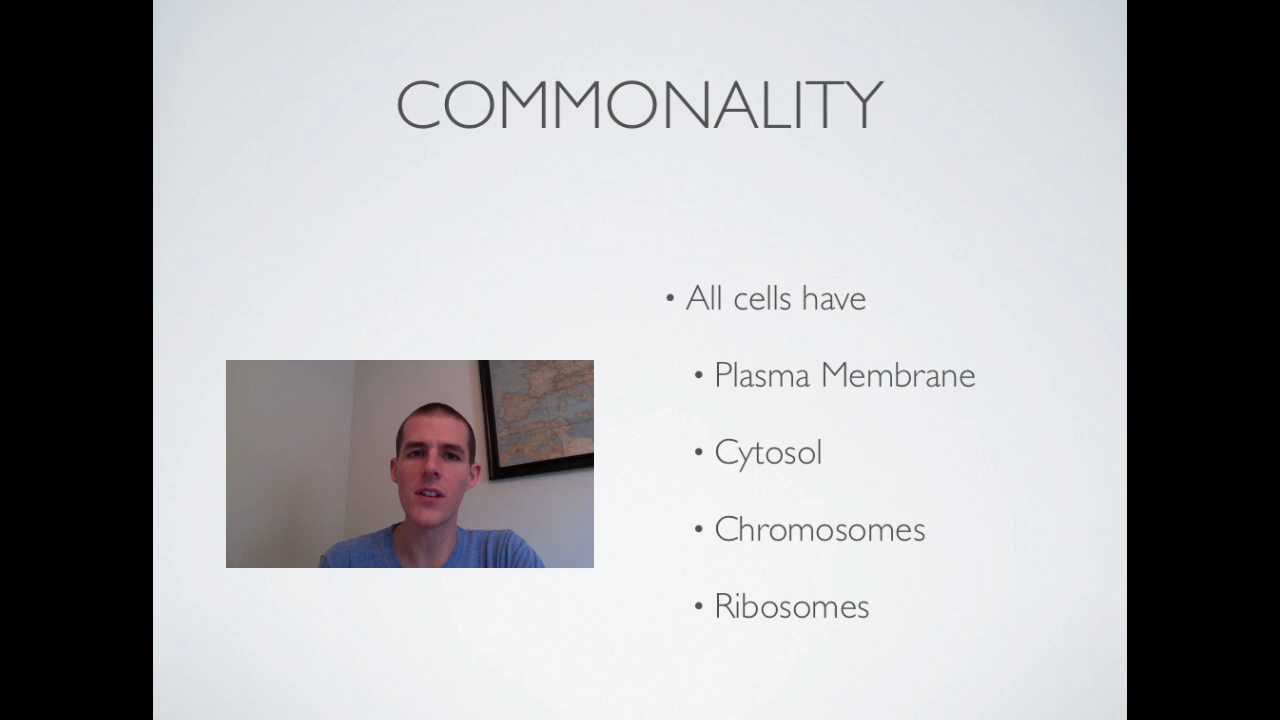 COMMONALITY
• All cells have
• Plasma Membrane
• Cytosol
• Chromosomes
• Ribosomes